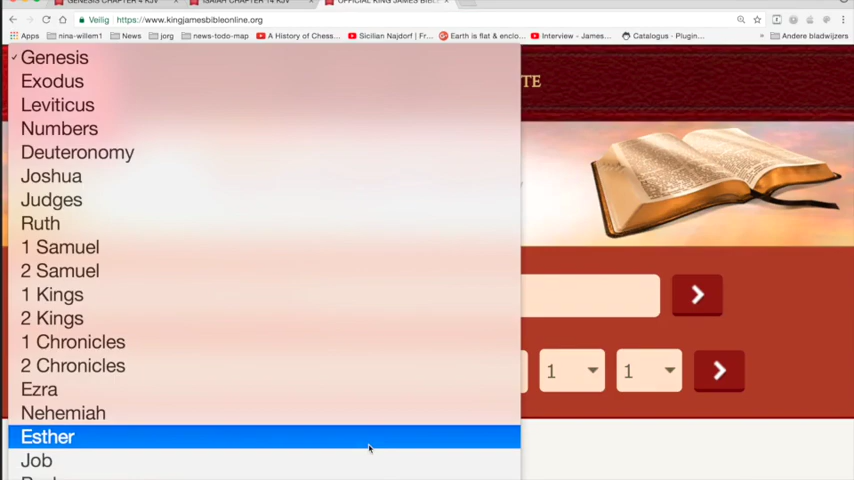 GENESIS CHAPTER 4 KJV
ISAIAH CHAPTER 14 KJV
OFFICIAL KING JAMES BIBL
Veilig
https://www.kingjamesbibleonline.org
Apps
nina-willem1
News
jorg
news-todo-map
A History of Chess...
Sicilian Najdorf | Fr...
Earth is flat & enclo...
Interview - James...
Catalogus - Plugin...
»
Andere bladwijzers
✓ Genesis
Exodus
Leviticus
Numbers
Deuteronomy
Joshua
Judges
Ruth
1 Samuel
2 Samuel
1 Kings
2 Kings
1 Chronicles
2 Chronicles
Ezra
Nehemiah
Esther
Job
TE
1
1